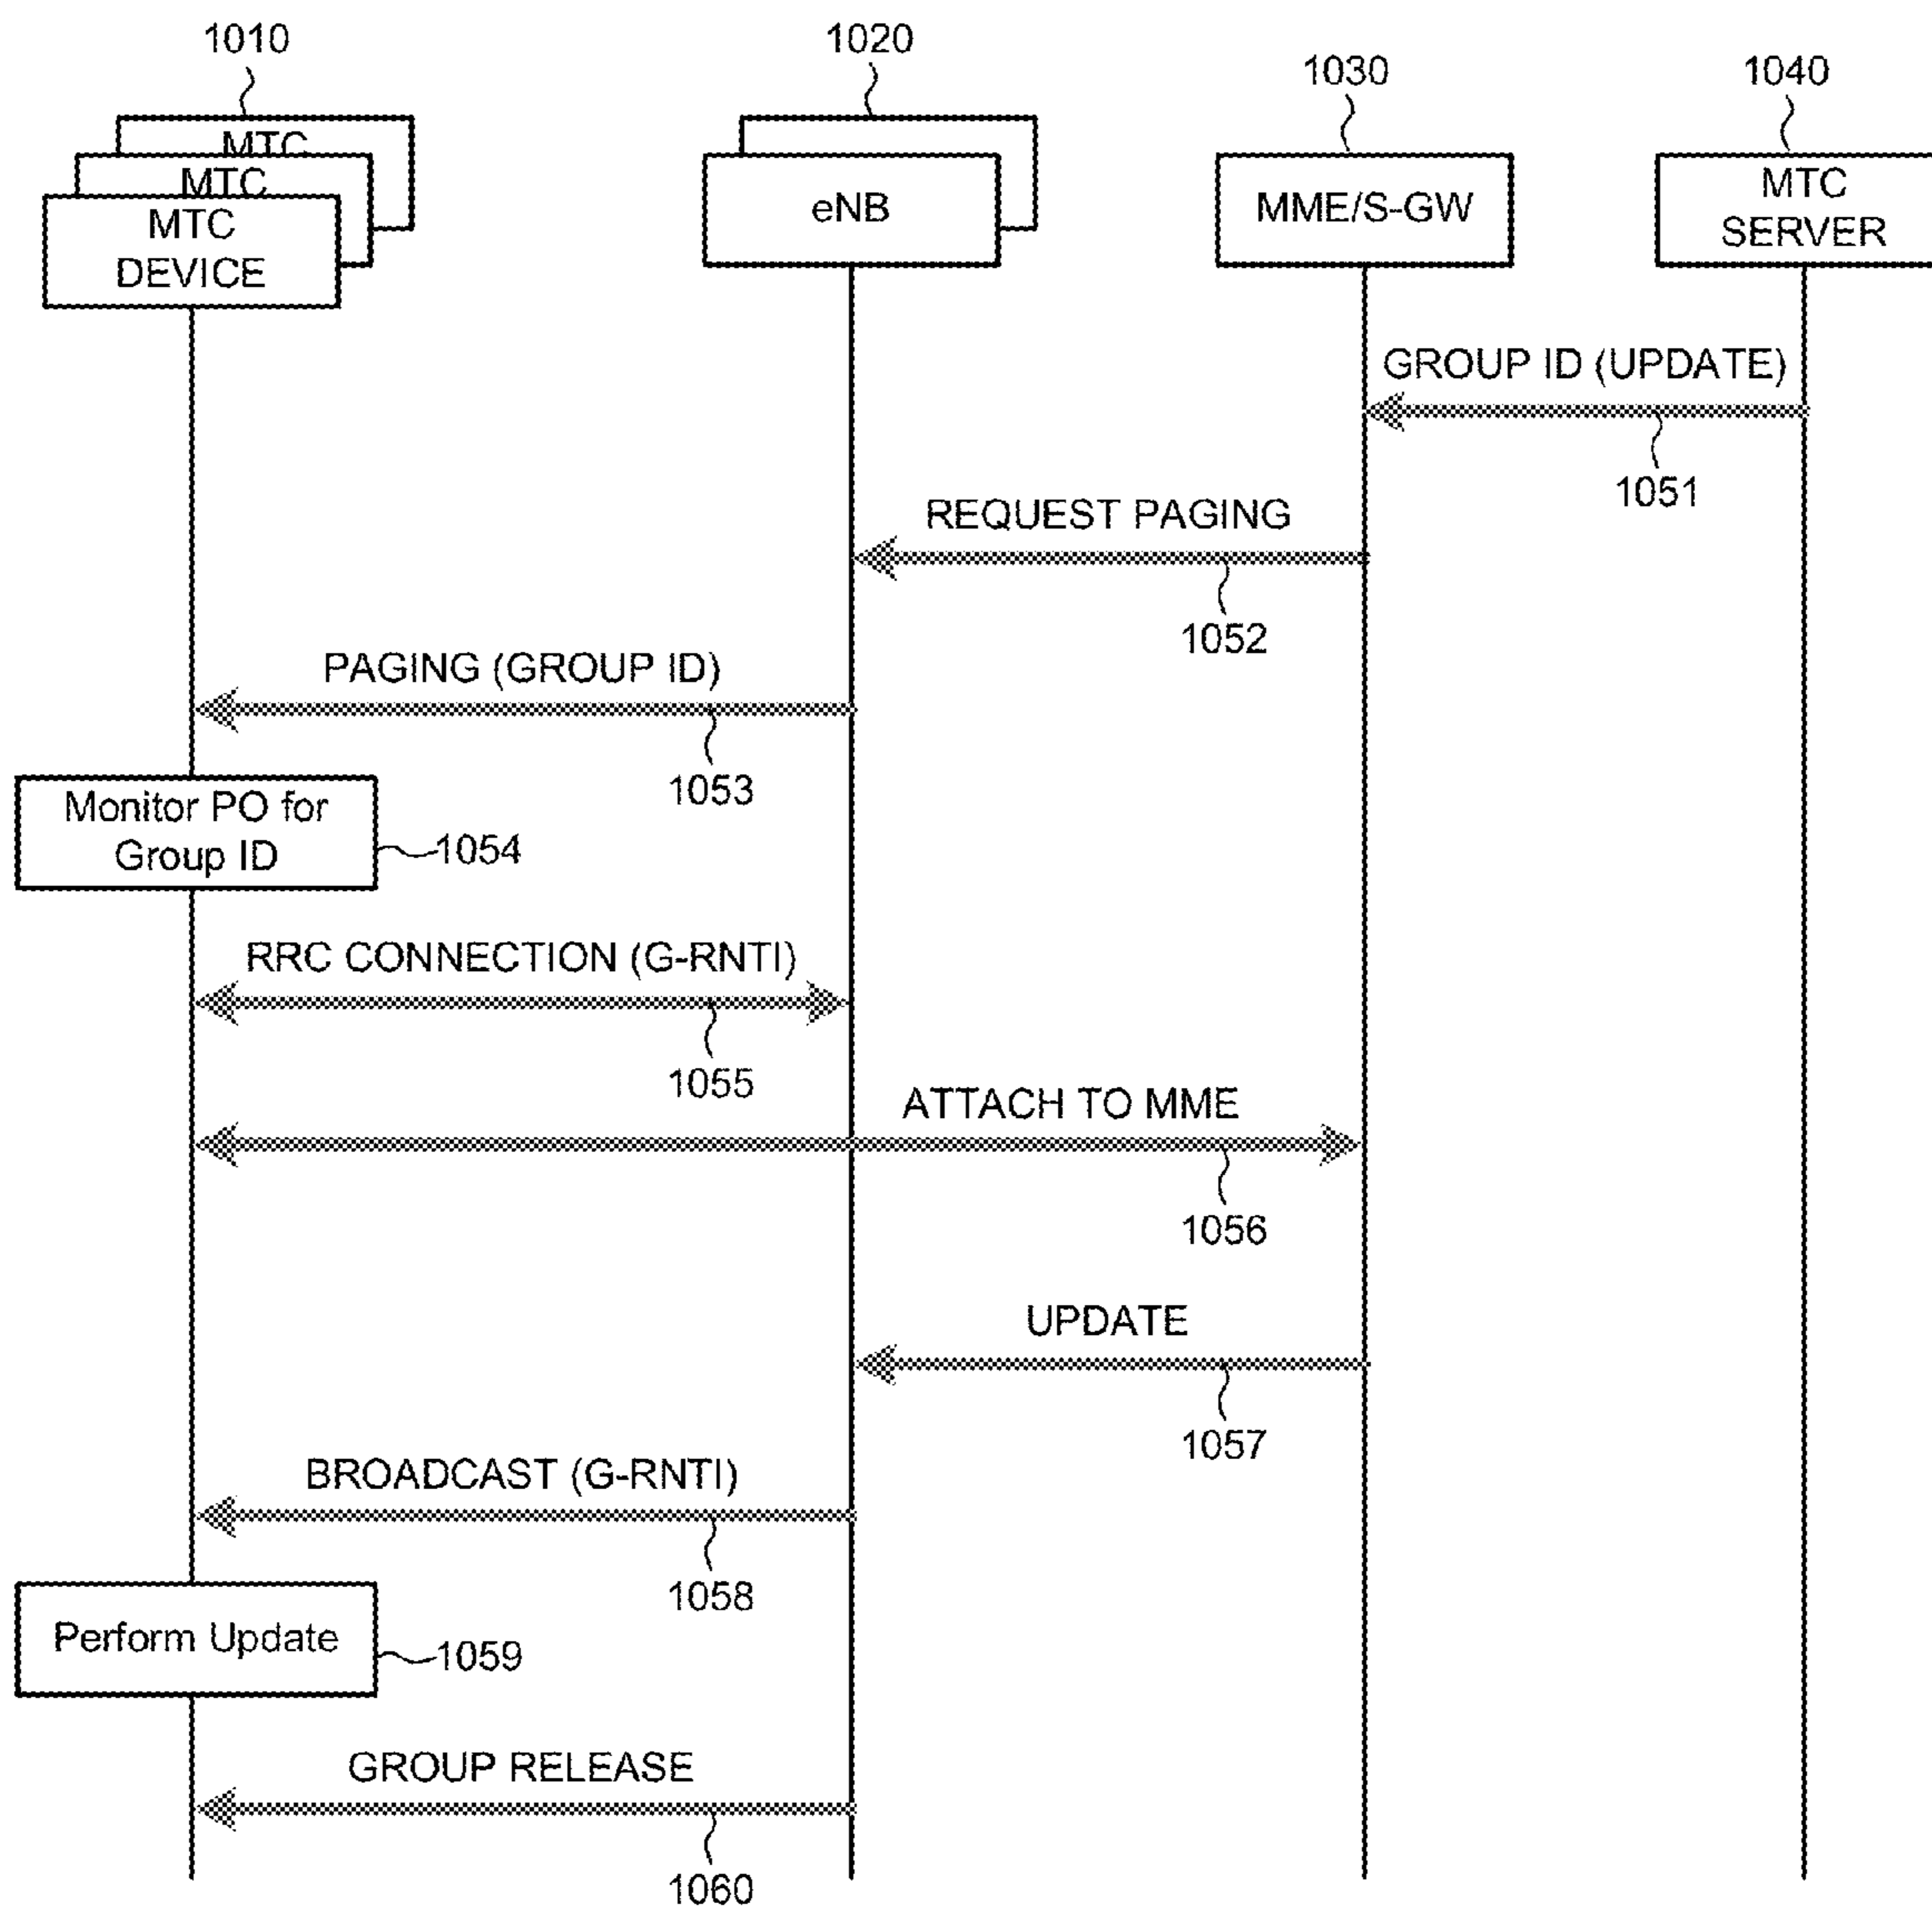 1010
1020
1030
1040
MTC
MTC
MTC
DEVICE
eNB
MME/S-GW
MTC
SERVER
GROUP ID (UPDATE)
1051
REQUEST PAGING
1052
PAGING (GROUP ID)
1053
Monitor PO for
Group ID
1054
RRC CONNECTION (G-RNTI)
1055
ATTACH TO MME
1056
UPDATE
1057
BROADCAST (G-RNTI)
1058
Perform Update
1059
GROUP RELEASE
1060